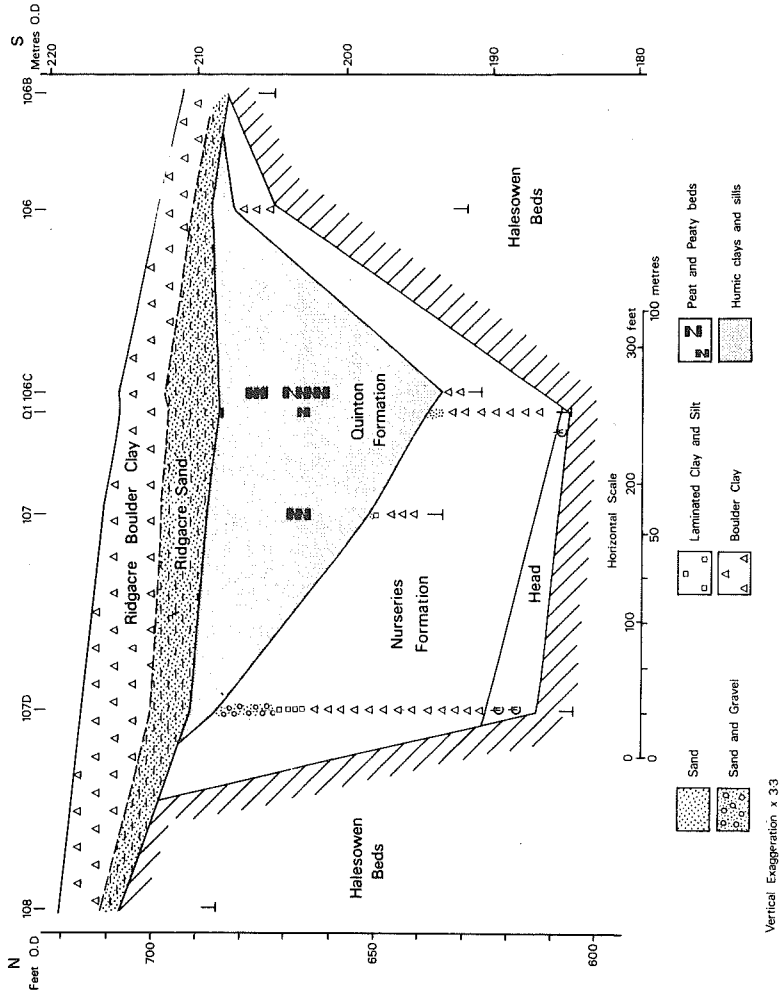 N
Feet O.D
S
Metres O.D
108
107D
107
Q1 106C
106
106B
700
650
600
220
210
200
190
180
Ridgacre Boulder Clay
Ridgacre Sand
Quinton
Formation
Nurseries
Formation
Head
Halesowen
Beds
Halesowen
Beds
0
100
200
300 feet
0
50
100 metres
Horizontal Scale
Sand
Laminated Clay and Silt
Peat and Peaty beds
Sand and Gravel
Boulder Clay
Humic clays and sills
Vertical Exaggeration x 3·3